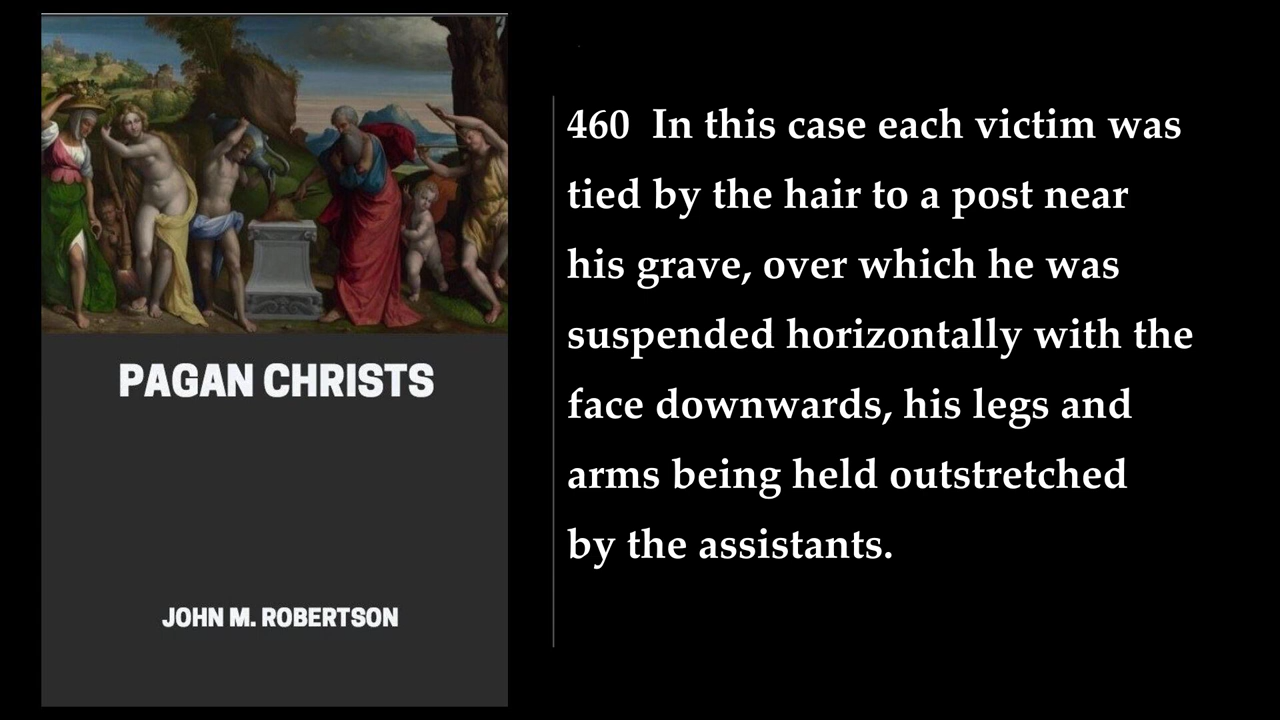 PAGAN CHRISTS
JOHN M. ROBERTSON
460 In this case each victim was
tied by the hair to a post near
his grave, over which he was
suspended horizontally with the
face downwards, his legs and
arms being held outstretched
by the assistants.